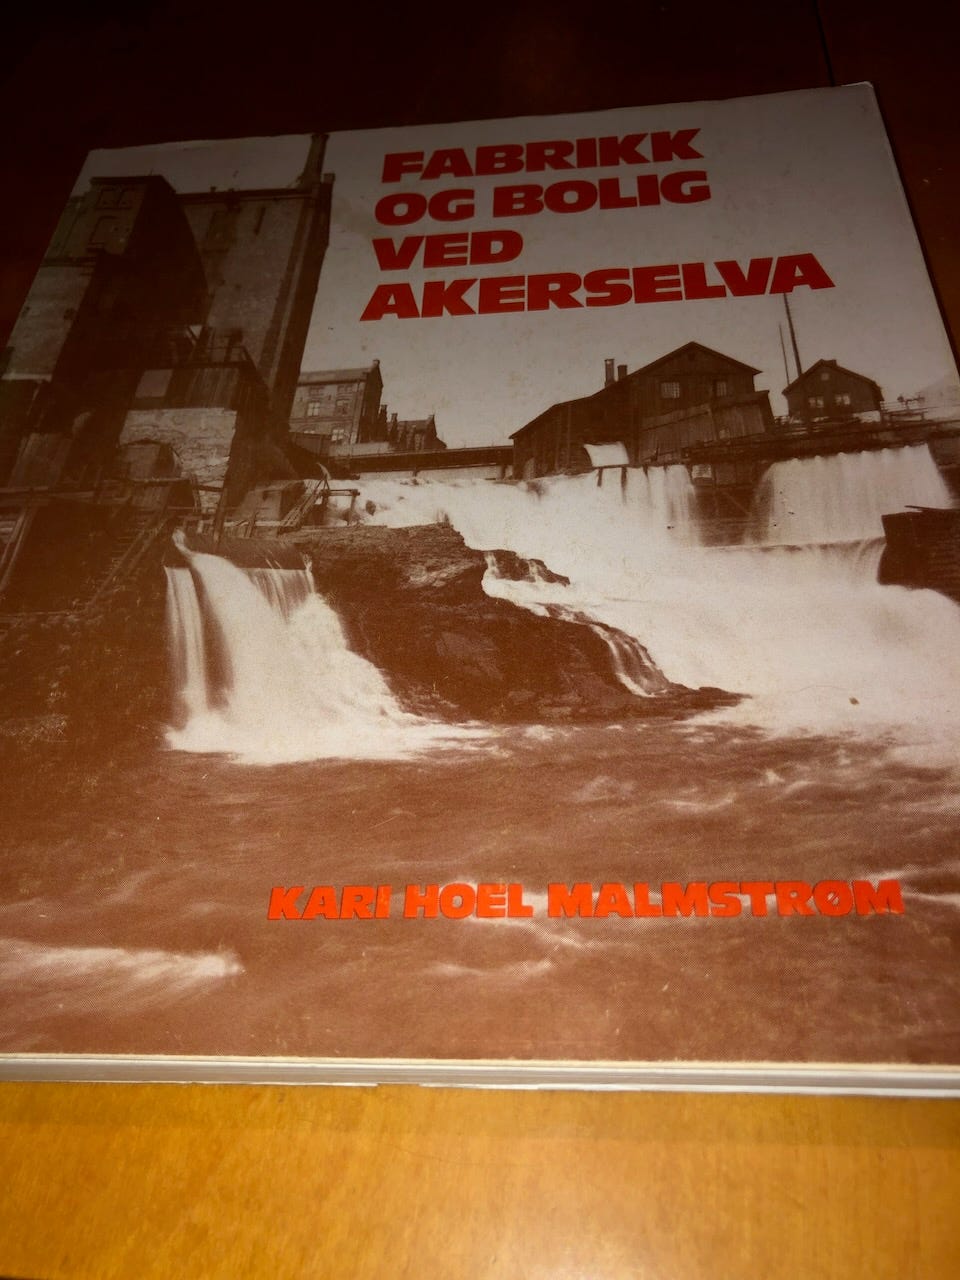 FABRIKK
OG BOLIG
VED
AKERSELVA
KARI HOEL MALMSTRØM